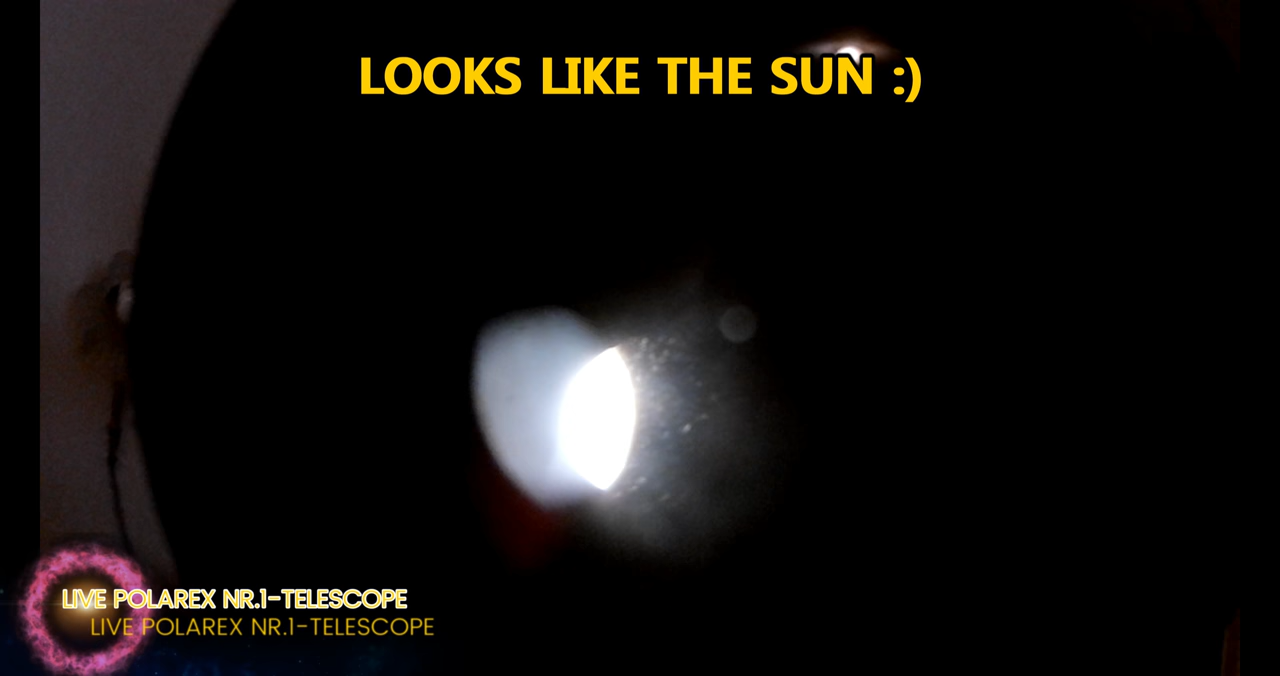 LOOKS LIKE THE SUN :)
LIVE POLAREX NR.1-TELESCOPE
LIVE POLAREX NR.1-TELESCOPE